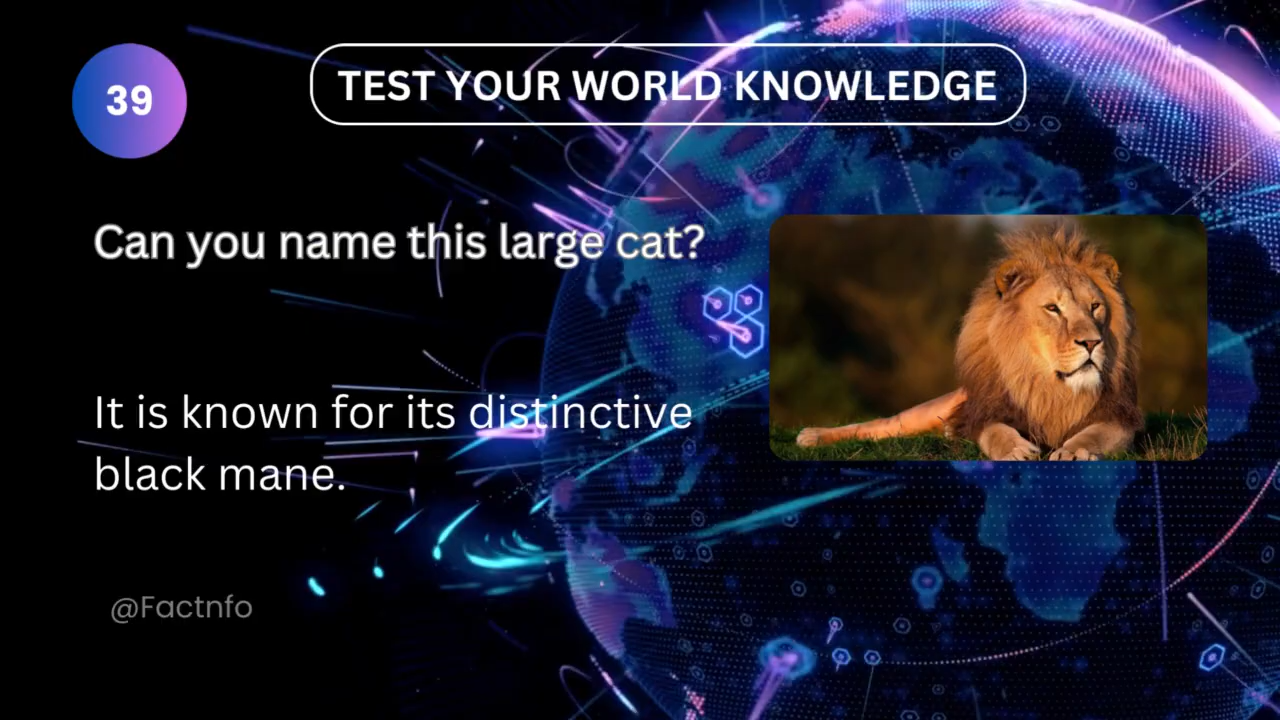 39
TEST YOUR WORLD KNOWLEDGE
Can you name this large cat?
It is known for its distinctive
black mane.
@Factnfo